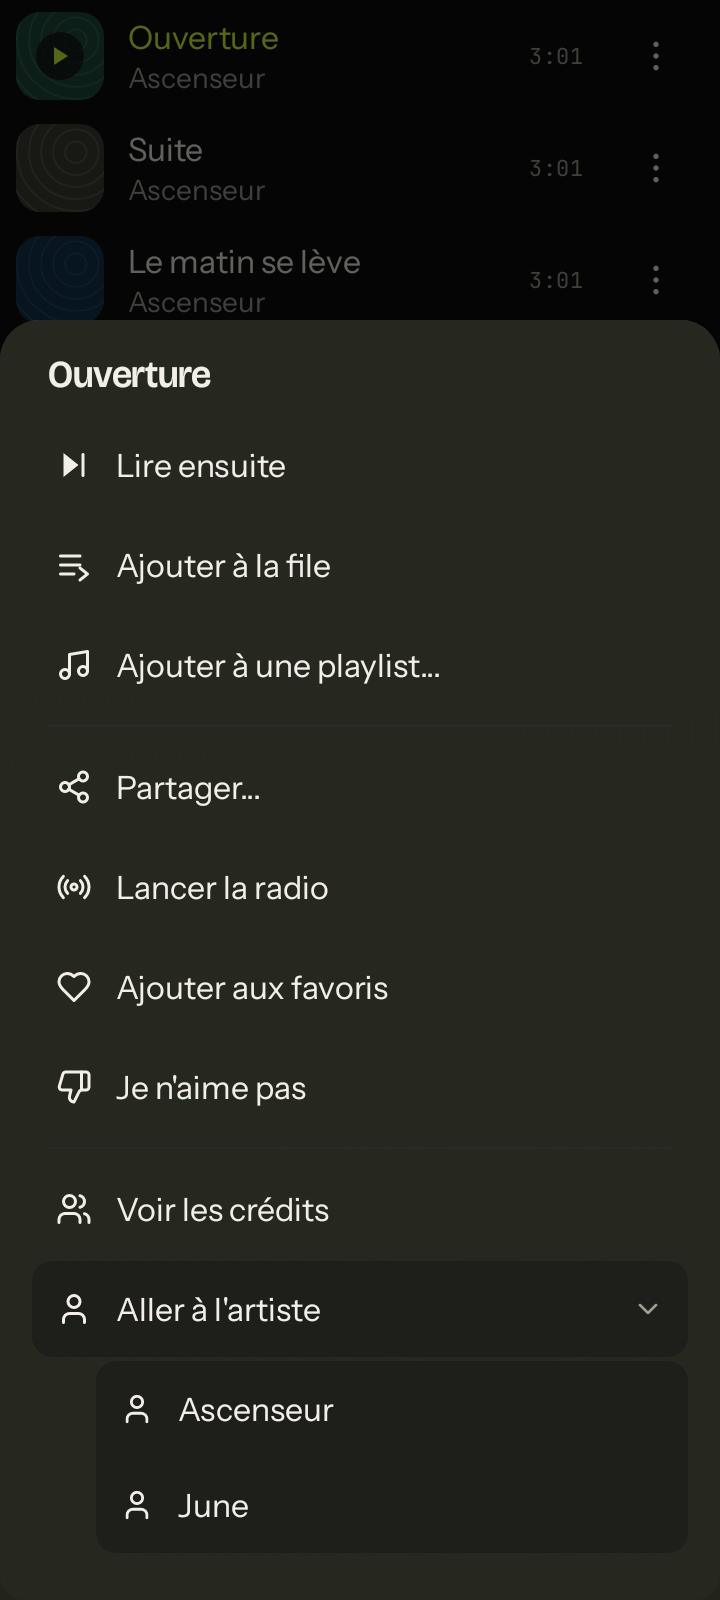 Ouverture
Ascenseur
3:01
Suite
Ascenseur
3:01
Le matin se lève
Ascenseur
3:01
Ouverture
Lire ensuite
Ajouter à la file
Ajouter à une playlist...
Partager...
Lancer la radio
Ajouter aux favoris
Je n'aime pas
Voir les crédits
Aller à l'artiste
Ascenseur
June